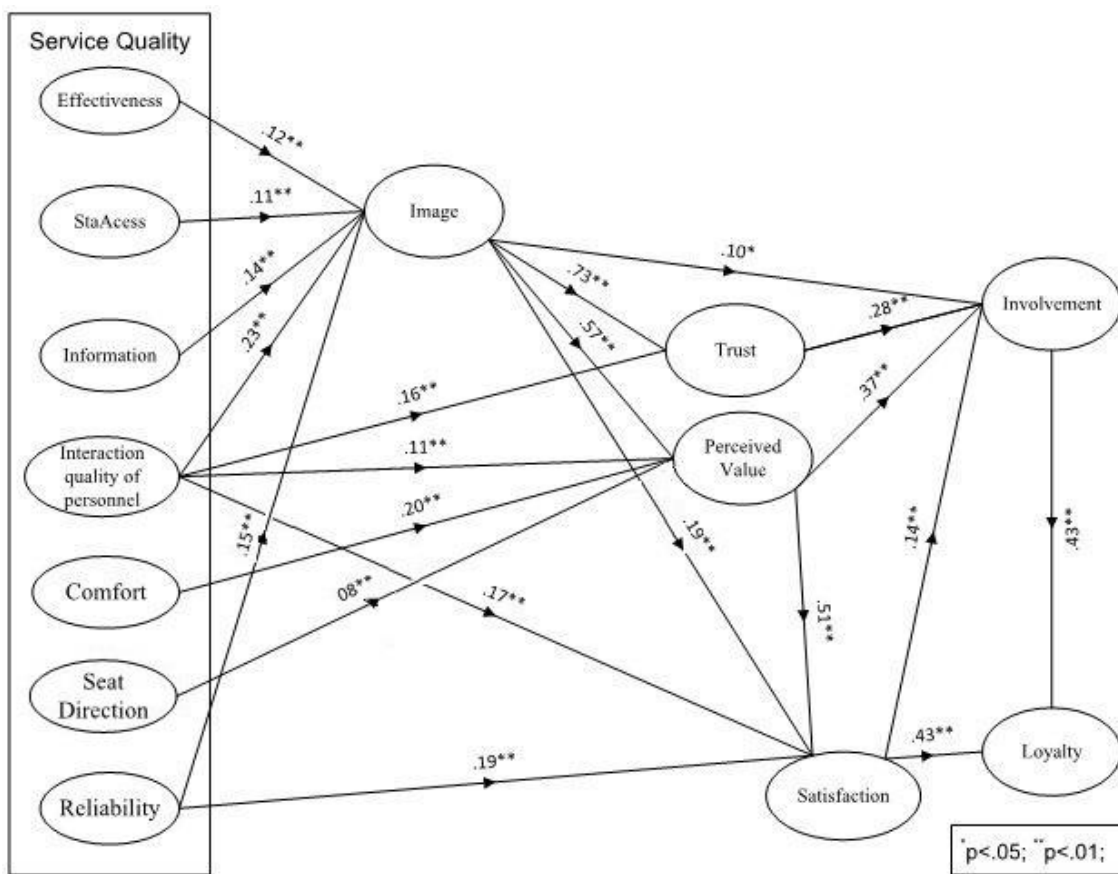 Service Quality
Effectiveness
.12**
StaAcess
.11**
Image
Information
.14**
.23**
.10*
.73**
.57**
Trust
.28**
Involvement
Interaction
quality of
personnel
.16**
.11**
Perceived
Value
.37**
.15**
.20**
.19**
.14**
.43**
Comfort
08**
.17**
.51**
Seat
Direction
Reliability
.19**
Satisfaction
.43**
Loyalty
*p<.05; **p<.01;